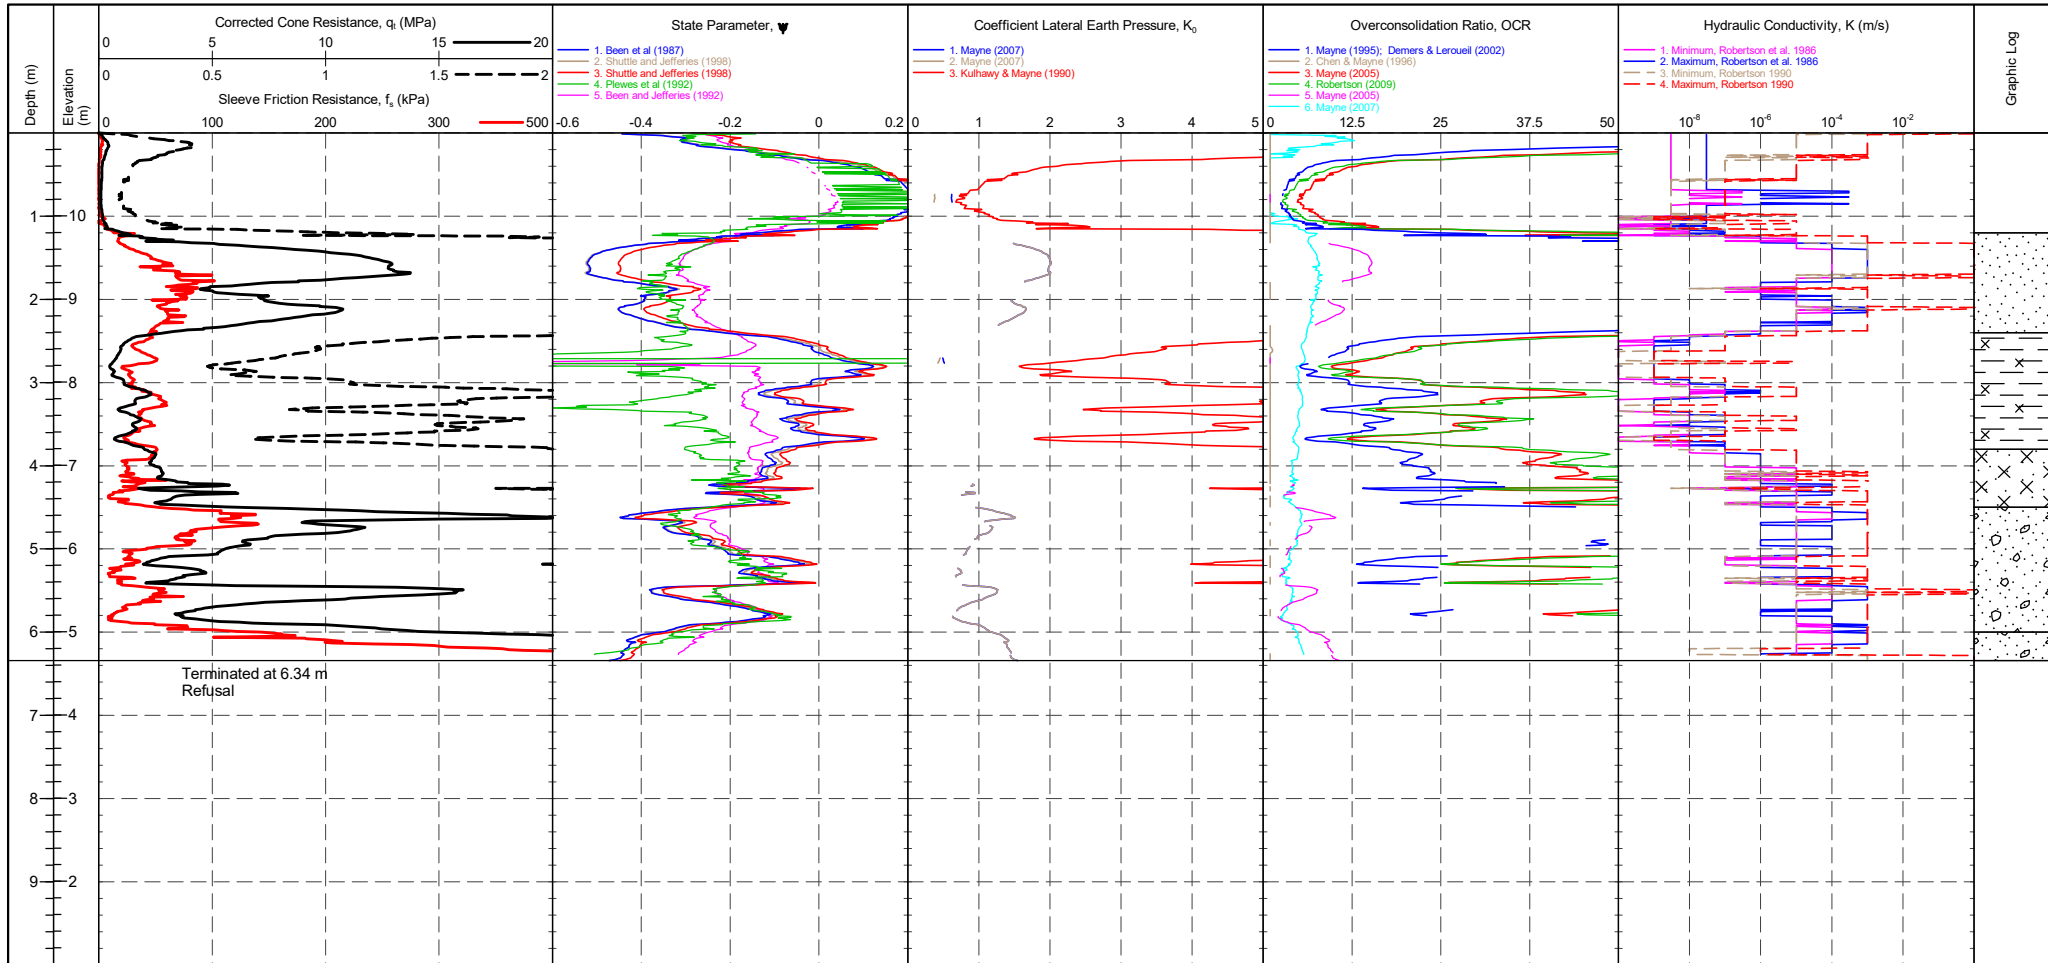 Corrected Cone Resistance, qt (MPa)
0 5 10 15 20
0 0.5 1 1.5 2
Sleeve Friction Resistance, fs (kPa)
0 100 200 300 500
Depth (m)
Elevation (m)
State Parameter, ψ
1. Been et al (1987)
2. Shuttle and Jefferies (1998)
3. Shuttle and Jefferies (1998)
4. Plewes et al (1992)
5. Been and Jefferies (1992)
-0.6 -0.4 -0.2 0 0.2
Coefficient Lateral Earth Pressure, K0
1. Mayne (2007)
2. Mayne (2007)
3. Kulhawy & Mayne (1990)
0 1 2 3 4 5
Overconsolidation Ratio, OCR
1. Mayne (1995); Demers & Leroueil (2002)
2. Chen & Mayne (1996)
3. Mayne (2005)
4. Robertson (2009)
5. Mayne (2005)
6. Mayne (2007)
0 12.5 25 37.5 50
Hydraulic Conductivity, K (m/s)
1. Minimum, Robertson et al. 1986
2. Maximum, Robertson et al. 1986
3. Minimum, Robertson 1990
4. Maximum, Robertson 1990
10-8 10-6 10-4 10-2
Graphic Log
1 10
2 9
3 8
4 7
5 6
6 5
Terminated at 6.34 m
Refusal
7 4
8 3
9 2